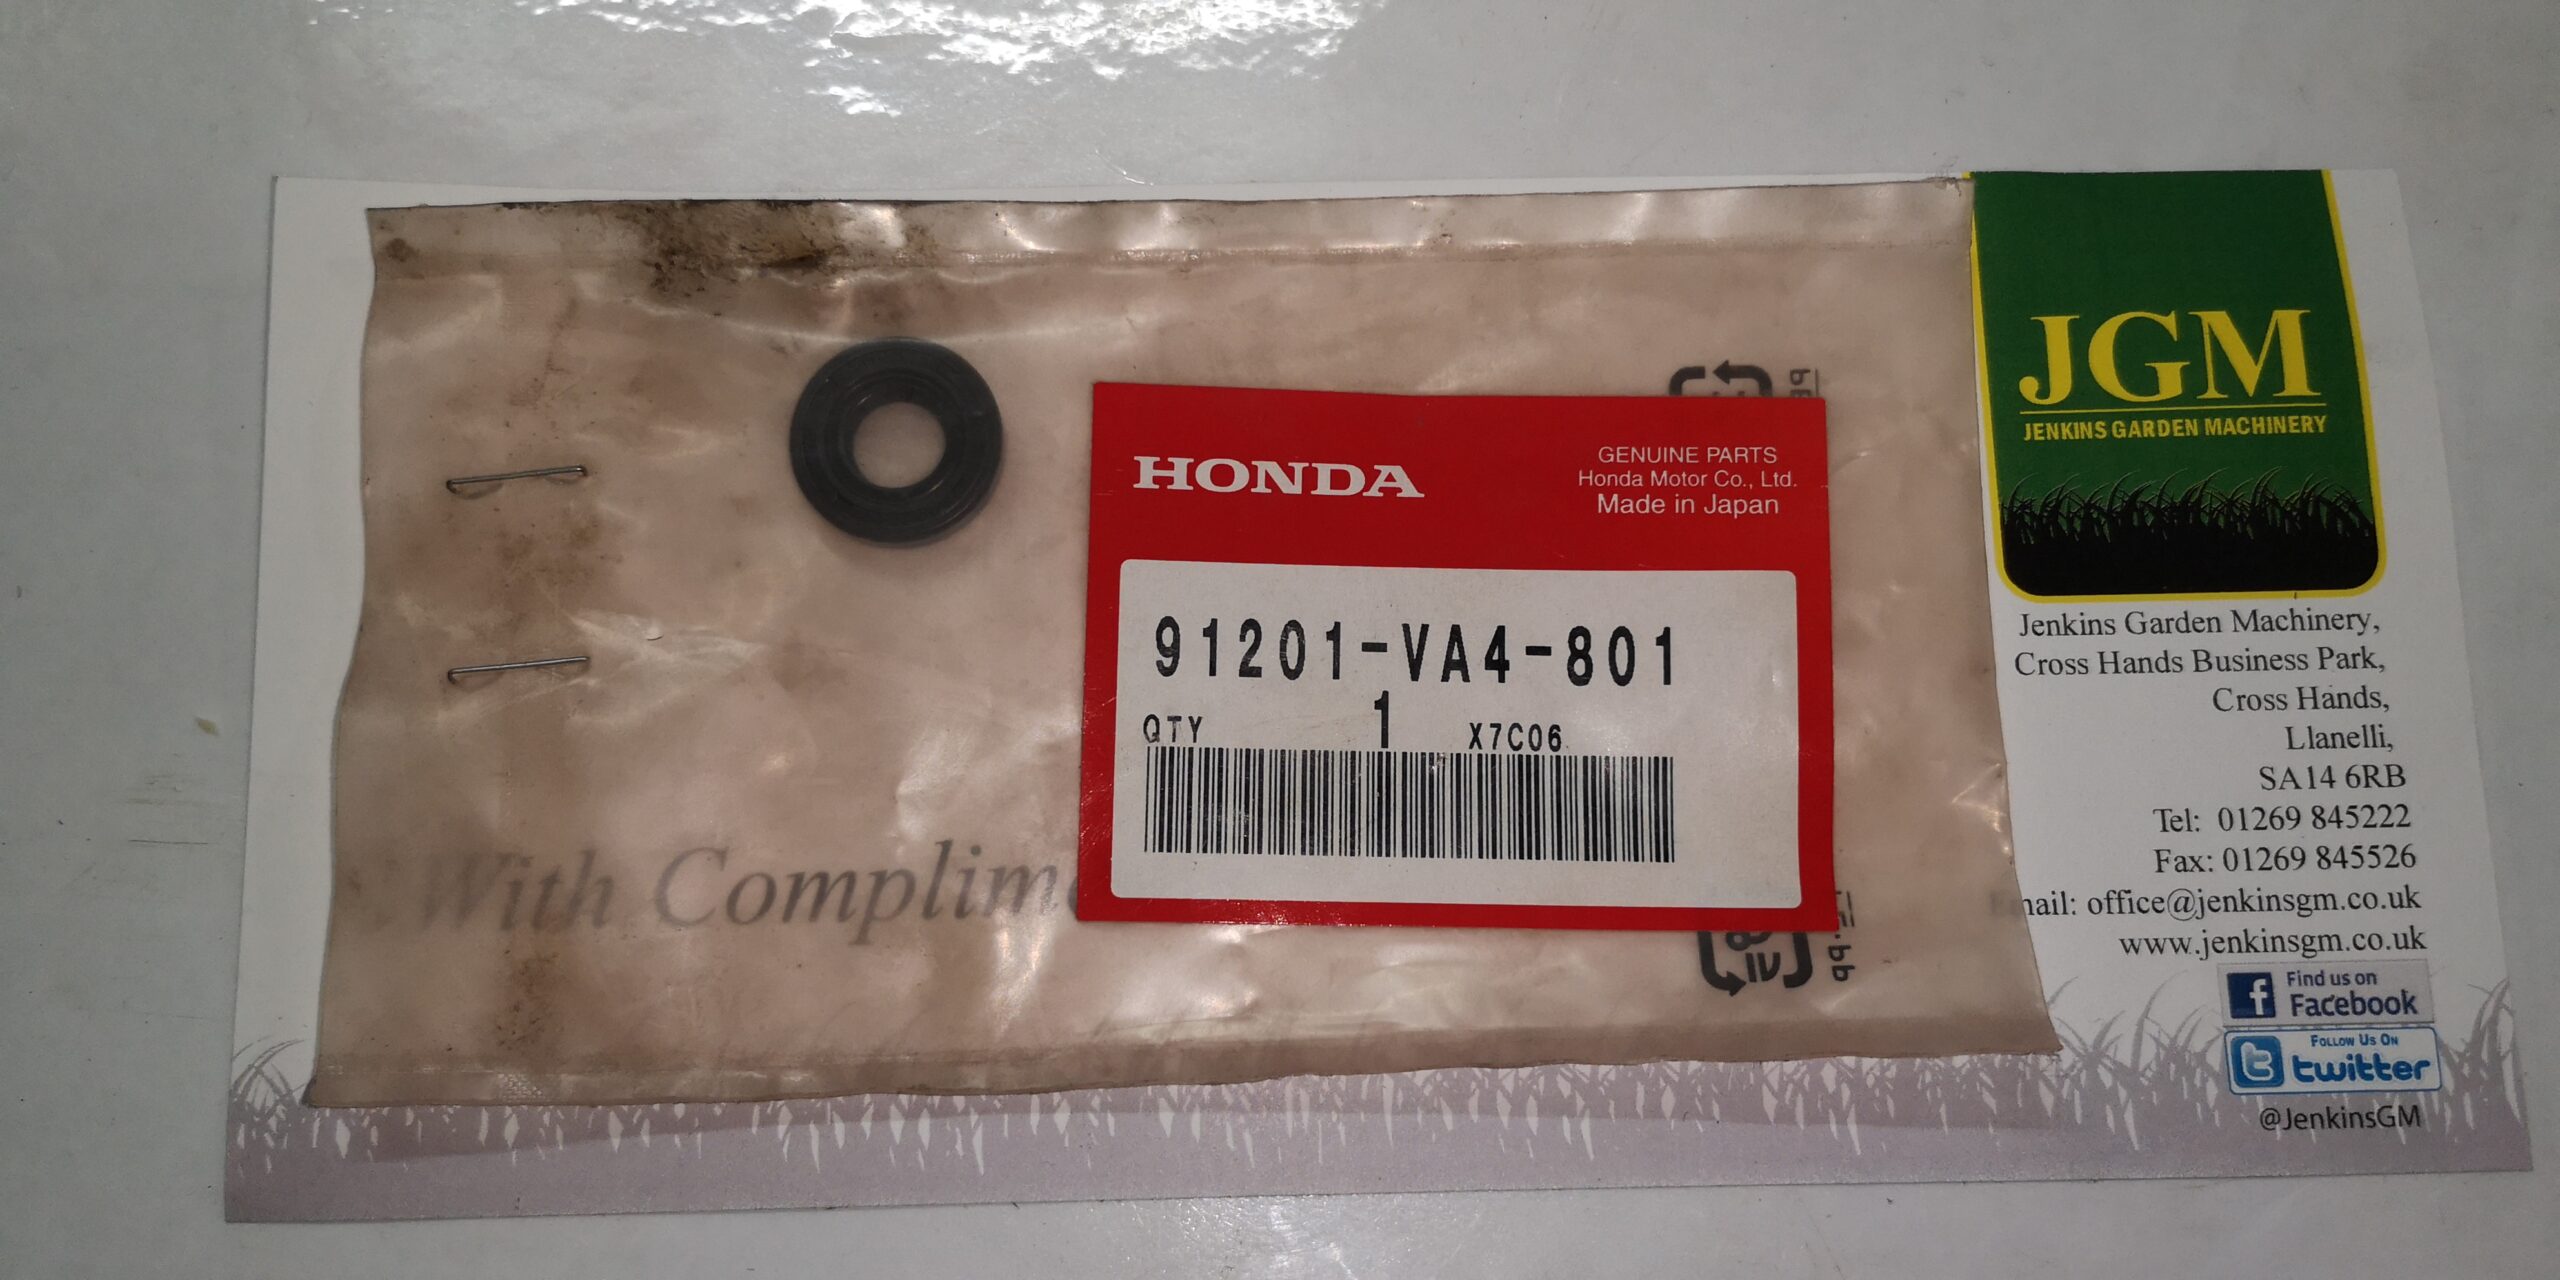 HONDA
GENUINE PARTS
Honda Motor Co., Ltd.
Made in Japan
91201-VA4-801
QTY 1 X7C06
With Complime
JGM
JENKINS GARDEN MACHINERY
Jenkins Garden Machinery,
Cross Hands Business Park,
Cross Hands,
Llanelli,
SA14 6RB
Tel: 01269 845222
Fax: 01269 845526
Email: office@jenkinsgm.co.uk
www.jenkinsgm.co.uk
f Find us on
Facebook
Follow Us On
twitter
@JenkinsGM